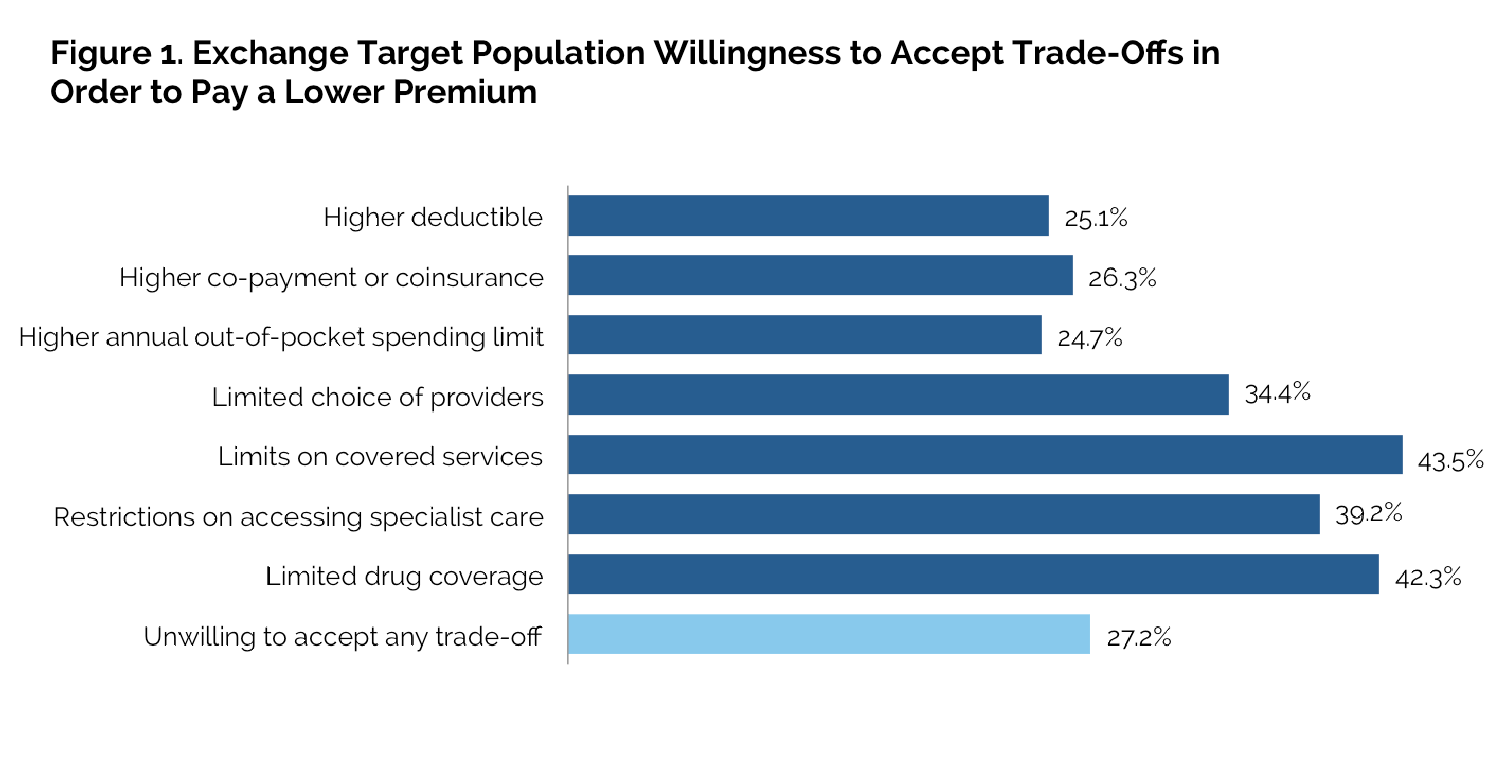 Figure 1. Exchange Target Population Willingness to Accept Trade-Offs in
Order to Pay a Lower Premium
Higher deductible 25.1%
Higher co-payment or coinsurance 26.3%
Higher annual out-of-pocket spending limit 24.7%
Limited choice of providers 34.4%
Limits on covered services 43.5%
Restrictions on accessing specialist care 39.2%
Limited drug coverage 42.3%
Unwilling to accept any trade-off 27.2%